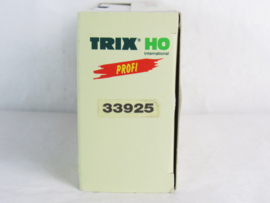 TRIX® HO
international
PROFI
33925